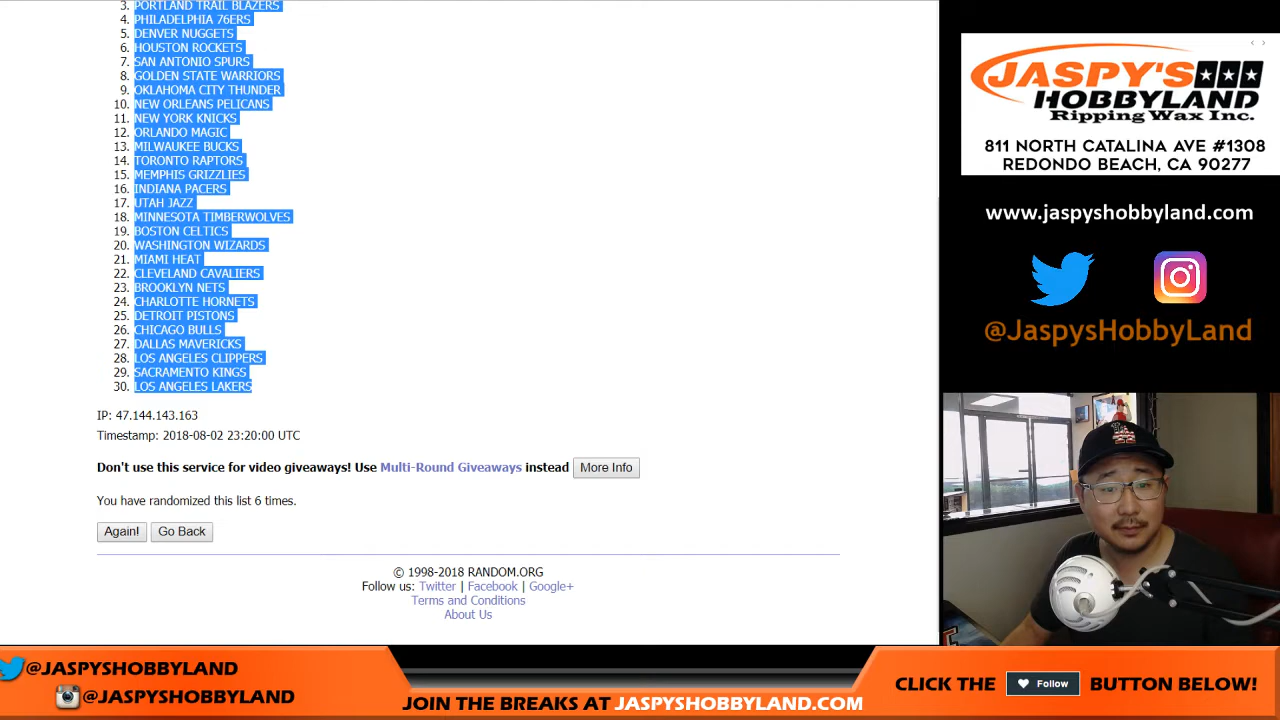 3. PORTLAND TRAIL BLAZERS
4. PHILADELPHIA 76ERS
5. DENVER NUGGETS
6. HOUSTON ROCKETS
7. SAN ANTONIO SPURS
8. GOLDEN STATE WARRIORS
9. OKLAHOMA CITY THUNDER
10. NEW ORLEANS PELICANS
11. NEW YORK KNICKS
12. ORLANDO MAGIC
13. MILWAUKEE BUCKS
14. TORONTO RAPTORS
15. MEMPHIS GRIZZLIES
16. INDIANA PACERS
17. UTAH JAZZ
18. MINNESOTA TIMBERWOLVES
19. BOSTON CELTICS
20. WASHINGTON WIZARDS
21. MIAMI HEAT
22. CLEVELAND CAVALIERS
23. BROOKLYN NETS
24. CHARLOTTE HORNETS
25. DETROIT PISTONS
26. CHICAGO BULLS
27. DALLAS MAVERICKS
28. LOS ANGELES CLIPPERS
29. SACRAMENTO KINGS
30. LOS ANGELES LAKERS
IP: 47.144.143.163
Timestamp: 2018-08-02 23:20:00 UTC
Don't use this service for video giveaways! Use Multi-Round Giveaways instead More Info
You have randomized this list 6 times.
Again! Go Back
© 1998-2018 RANDOM.ORG
Follow us: Twitter | Facebook | Google+
Terms and Conditions
About Us
JASPY'S
HOBBYLAND
Ripping Wax Inc.
811 NORTH CATALINA AVE #1308
REDONDO BEACH, CA 90277
www.jaspyshobbyland.com
@JaspysHobbyLand
@JASPYSHOBBYLAND
@JASPYSHOBBYLAND
JOIN THE BREAKS AT JASPYSHOBBYLAND.COM
CLICK THE Follow BUTTON BELOW!